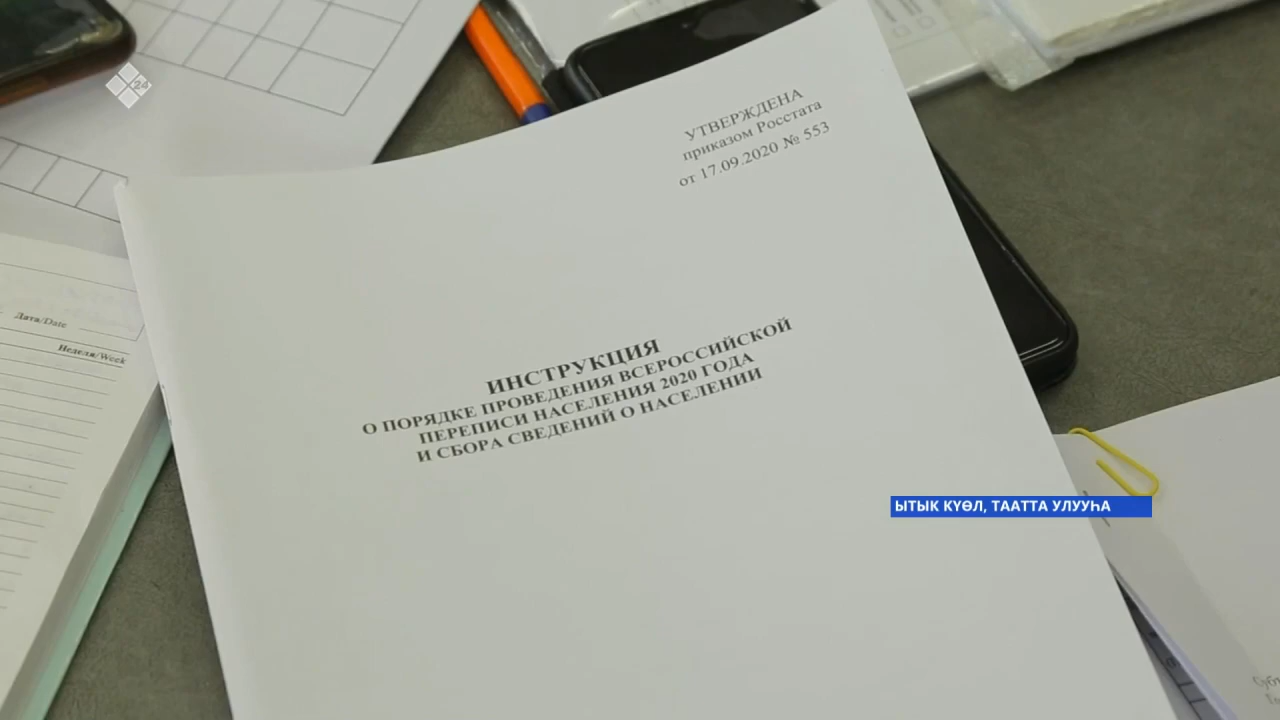 24
УТВЕРЖДЕНА
приказом Росстата
от 17.09.2020 № 553
Дата/Date
Неделя/Week
ИНСТРУКЦИЯ
О ПОРЯДКЕ ПРОВЕДЕНИЯ ВСЕРОССИЙСКОЙ
ПЕРЕПИСИ НАСЕЛЕНИЯ 2020 ГОДА
И СБОРА СВЕДЕНИЙ О НАСЕЛЕНИИ
ЫТЫК КҮӨЛ, ТААТТА УЛУУҺА